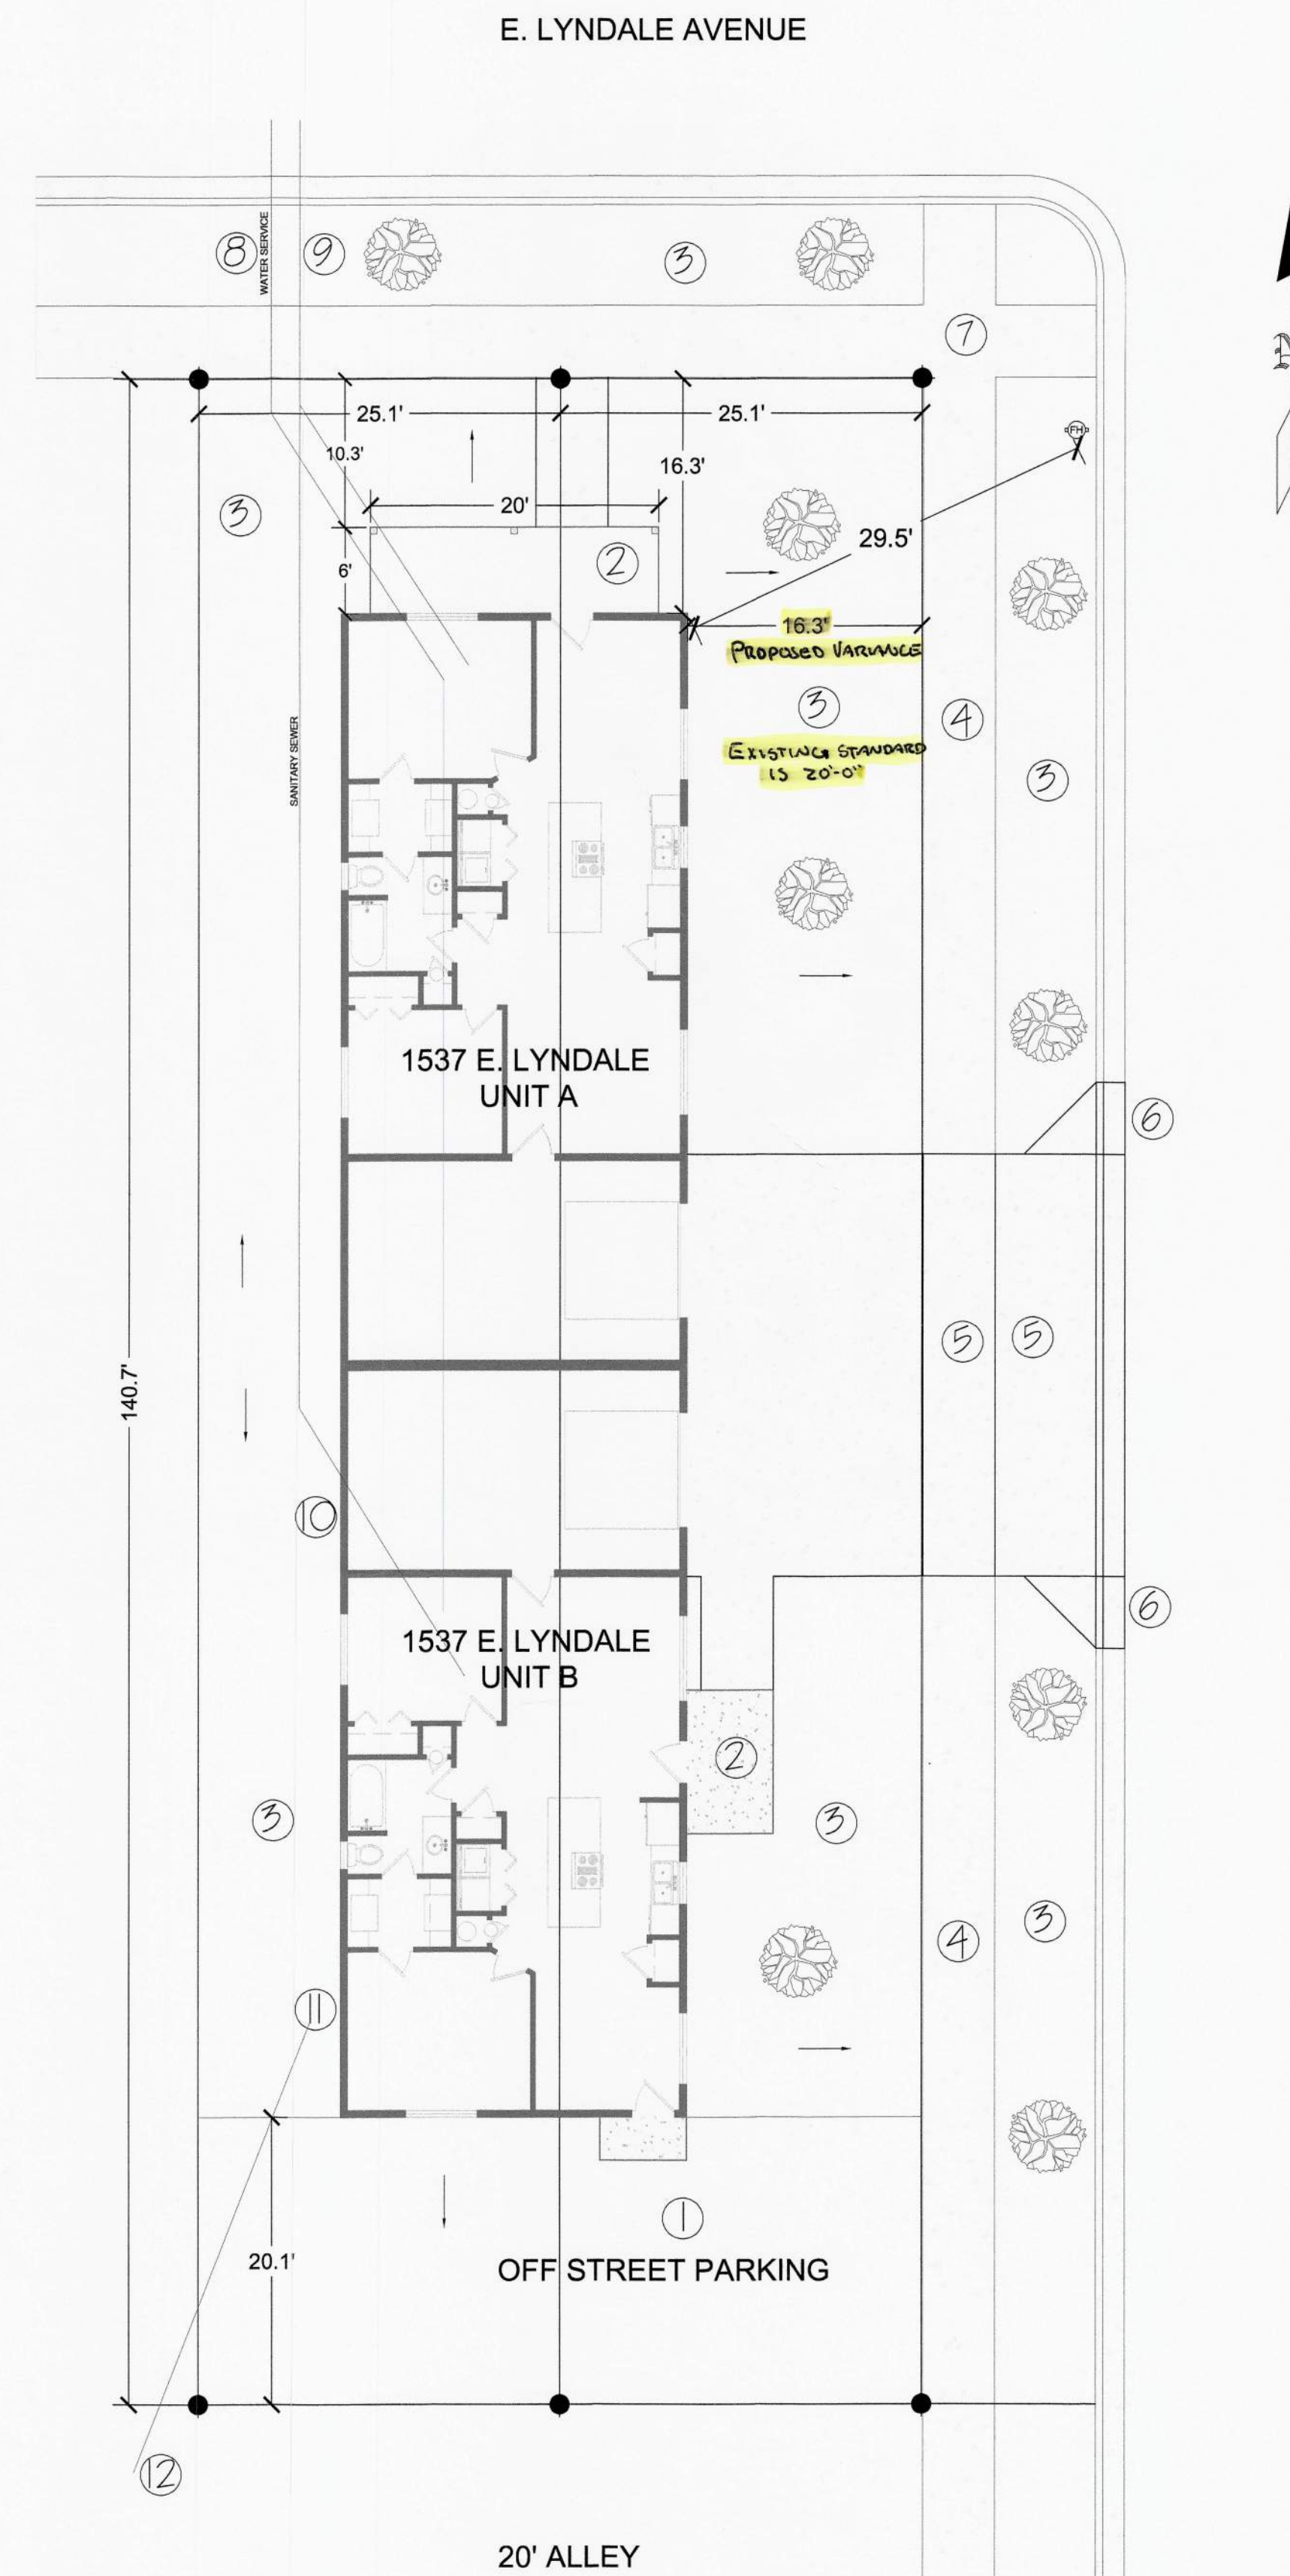 E. LYNDALE AVENUE
8
WATER SERVICE
9
3
7
25.1'
25.1'
FH
10.3'
16.3'
20'
3
29.5'
2
6'
16.3'
PROPOSED VARIANCE
3
4
EXISTING STANDARD
IS 20'-0"
3
SANITARY SEWER
1537 E. LYNDALE
UNIT A
6
5
5
140.7'
10
6
1537 E. LYNDALE
UNIT B
2
3
3
4
3
11
1
20.1'
OFF STREET PARKING
12
20' ALLEY